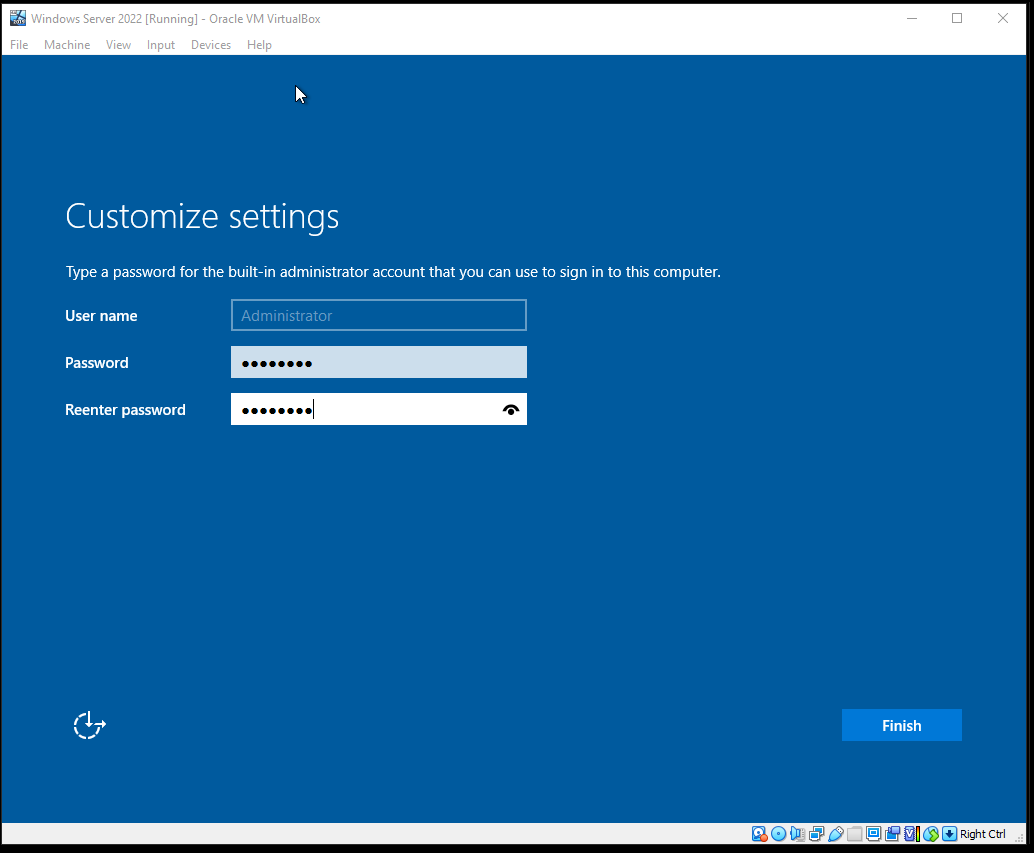 Windows Server 2022 [Running] - Oracle VM VirtualBox
File Machine View Input Devices Help
Customize settings
Type a password for the built-in administrator account that you can use to sign in to this computer.
User name Administrator
Password ●●●●●●●●
Reenter password ●●●●●●●●
Finish
Right Ctrl